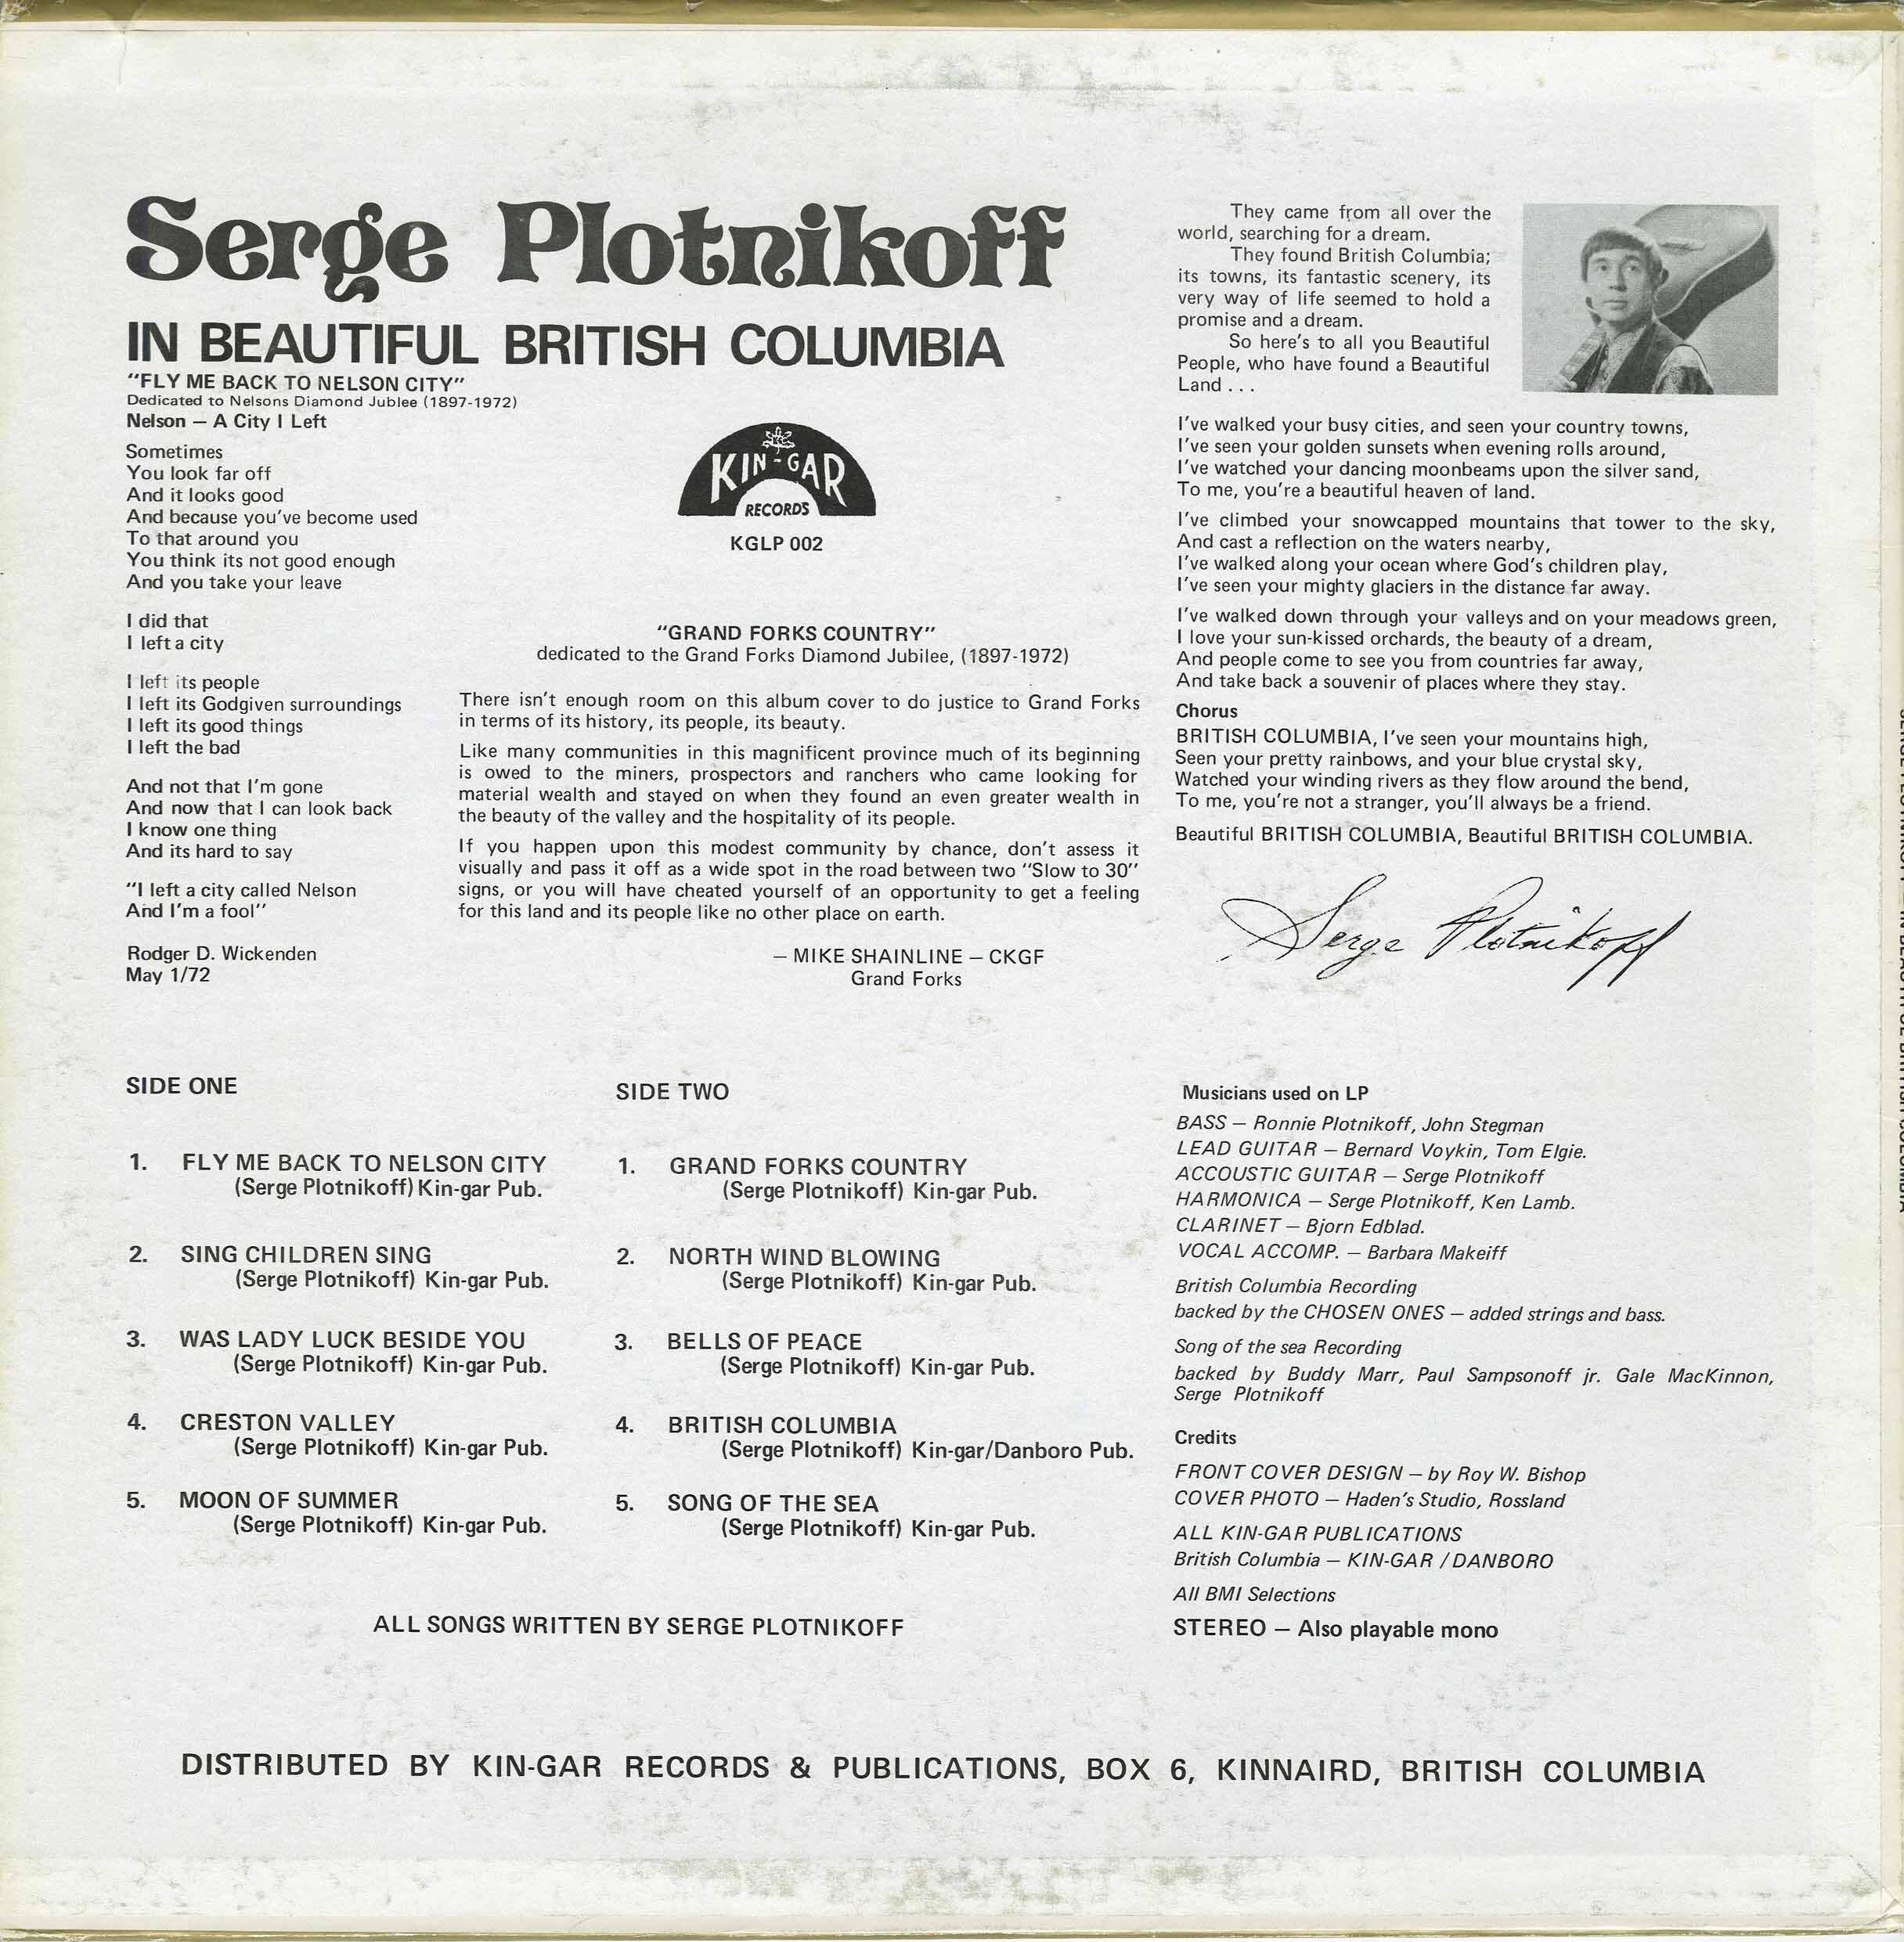 Serge Plotnikoff
IN BEAUTIFUL BRITISH COLUMBIA
"FLY ME BACK TO NELSON CITY"
Dedicated to Nelsons Diamond Jublee (1897-1972)
Nelson — A City I Left
Sometimes
You look far off
And it looks good
And because you've become used
To that around you
You think its not good enough
And you take your leave
I did that
I left a city
I left its people
I left its Godgiven surroundings
I left its good things
I left the bad
And not that I'm gone
And now that I can look back
I know one thing
And its hard to say
"I left a city called Nelson
And I'm a fool"
Rodger D. Wickenden
May 1/72
KIN-GAR
RECORDS
KGLP 002
"GRAND FORKS COUNTRY"
dedicated to the Grand Forks Diamond Jubilee, (1897-1972)
There isn't enough room on this album cover to do justice to Grand Forks
in terms of its history, its people, its beauty.
Like many communities in this magnificent province much of its beginning
is owed to the miners, prospectors and ranchers who came looking for
material wealth and stayed on when they found an even greater wealth in
the beauty of the valley and the hospitality of its people.
If you happen upon this modest community by chance, don't assess it
visually and pass it off as a wide spot in the road between two "Slow to 30"
signs, or you will have cheated yourself of an opportunity to get a feeling
for this land and its people like no other place on earth.
— MIKE SHAINLINE — CKGF
Grand Forks
They came from all over the
world, searching for a dream.
They found British Columbia;
its towns, its fantastic scenery, its
very way of life seemed to hold a
promise and a dream.
So here's to all you Beautiful
People, who have found a Beautiful
Land . . .
I've walked your busy cities, and seen your country towns,
I've seen your golden sunsets when evening rolls around,
I've watched your dancing moonbeams upon the silver sand,
To me, you're a beautiful heaven of land.
I've climbed your snowcapped mountains that tower to the sky,
And cast a reflection on the waters nearby,
I've walked along your ocean where God's children play,
I've seen your mighty glaciers in the distance far away.
I've walked down through your valleys and on your meadows green,
I love your sun-kissed orchards, the beauty of a dream,
And people come to see you from countries far away,
And take back a souvenir of places where they stay.
Chorus
BRITISH COLUMBIA, I've seen your mountains high,
Seen your pretty rainbows, and your blue crystal sky,
Watched your winding rivers as they flow around the bend,
To me, you're not a stranger, you'll always be a friend.
Beautiful BRITISH COLUMBIA, Beautiful BRITISH COLUMBIA.
Serge Plotnikoff
SIDE ONE
1. FLY ME BACK TO NELSON CITY
(Serge Plotnikoff) Kin-gar Pub.
2. SING CHILDREN SING
(Serge Plotnikoff) Kin-gar Pub.
3. WAS LADY LUCK BESIDE YOU
(Serge Plotnikoff) Kin-gar Pub.
4. CRESTON VALLEY
(Serge Plotnikoff) Kin-gar Pub.
5. MOON OF SUMMER
(Serge Plotnikoff) Kin-gar Pub.
SIDE TWO
1. GRAND FORKS COUNTRY
(Serge Plotnikoff) Kin-gar Pub.
2. NORTH WIND BLOWING
(Serge Plotnikoff) Kin-gar Pub.
3. BELLS OF PEACE
(Serge Plotnikoff) Kin-gar Pub.
4. BRITISH COLUMBIA
(Serge Plotnikoff) Kin-gar/Danboro Pub.
5. SONG OF THE SEA
(Serge Plotnikoff) Kin-gar Pub.
ALL SONGS WRITTEN BY SERGE PLOTNIKOFF
Musicians used on LP
BASS — Ronnie Plotnikoff, John Stegman
LEAD GUITAR — Bernard Voykin, Tom Elgie.
ACCOUSTIC GUITAR — Serge Plotnikoff
HARMONICA — Serge Plotnikoff, Ken Lamb.
CLARINET — Bjorn Edblad.
VOCAL ACCOMP. — Barbara Makeiff
British Columbia Recording
backed by the CHOSEN ONES — added strings and bass.
Song of the sea Recording
backed by Buddy Marr, Paul Sampsonoff jr. Gale MacKinnon,
Serge Plotnikoff
Credits
FRONT COVER DESIGN — by Roy W. Bishop
COVER PHOTO — Haden's Studio, Rossland
ALL KIN-GAR PUBLICATIONS
British Columbia — KIN-GAR / DANBORO
All BMI Selections
STEREO — Also playable mono
DISTRIBUTED BY KIN-GAR RECORDS & PUBLICATIONS, BOX 6, KINNAIRD, BRITISH COLUMBIA